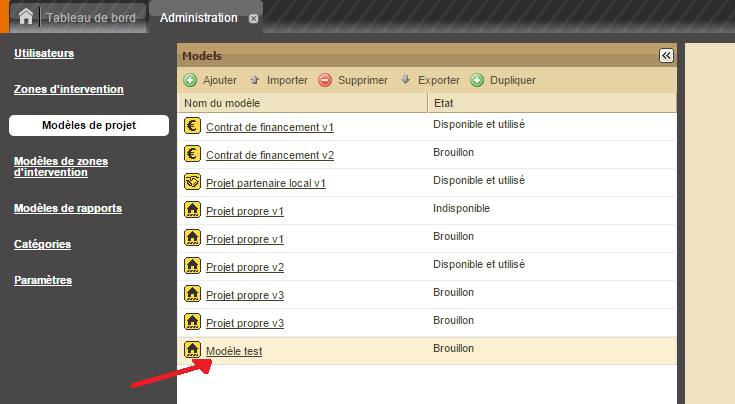 Tableau de bord Administration
Utilisateurs
Zones d'intervention
Modèles de projet
Modèles de zones
d'intervention
Modèles de rapports
Catégories
Paramètres
Models
Ajouter Importer Supprimer Exporter Dupliquer
Nom du modèle Etat
Contrat de financement v1 Disponible et utilisé
Contrat de financement v2 Brouillon
Projet partenaire local v1 Disponible et utilisé
Projet propre v1 Indisponible
Projet propre v1 Brouillon
Projet propre v2 Disponible et utilisé
Projet propre v3 Brouillon
Projet propre v3 Brouillon
Modèle test Brouillon